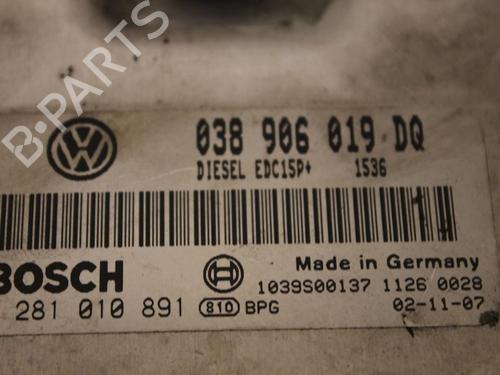 B-PARTS
038 906 019 DQ
DIESEL EDC15P+ 1536
BOSCH
Made in Germany
1039S00137 1126 0028
281 010 891 810 BPG 02-11-07